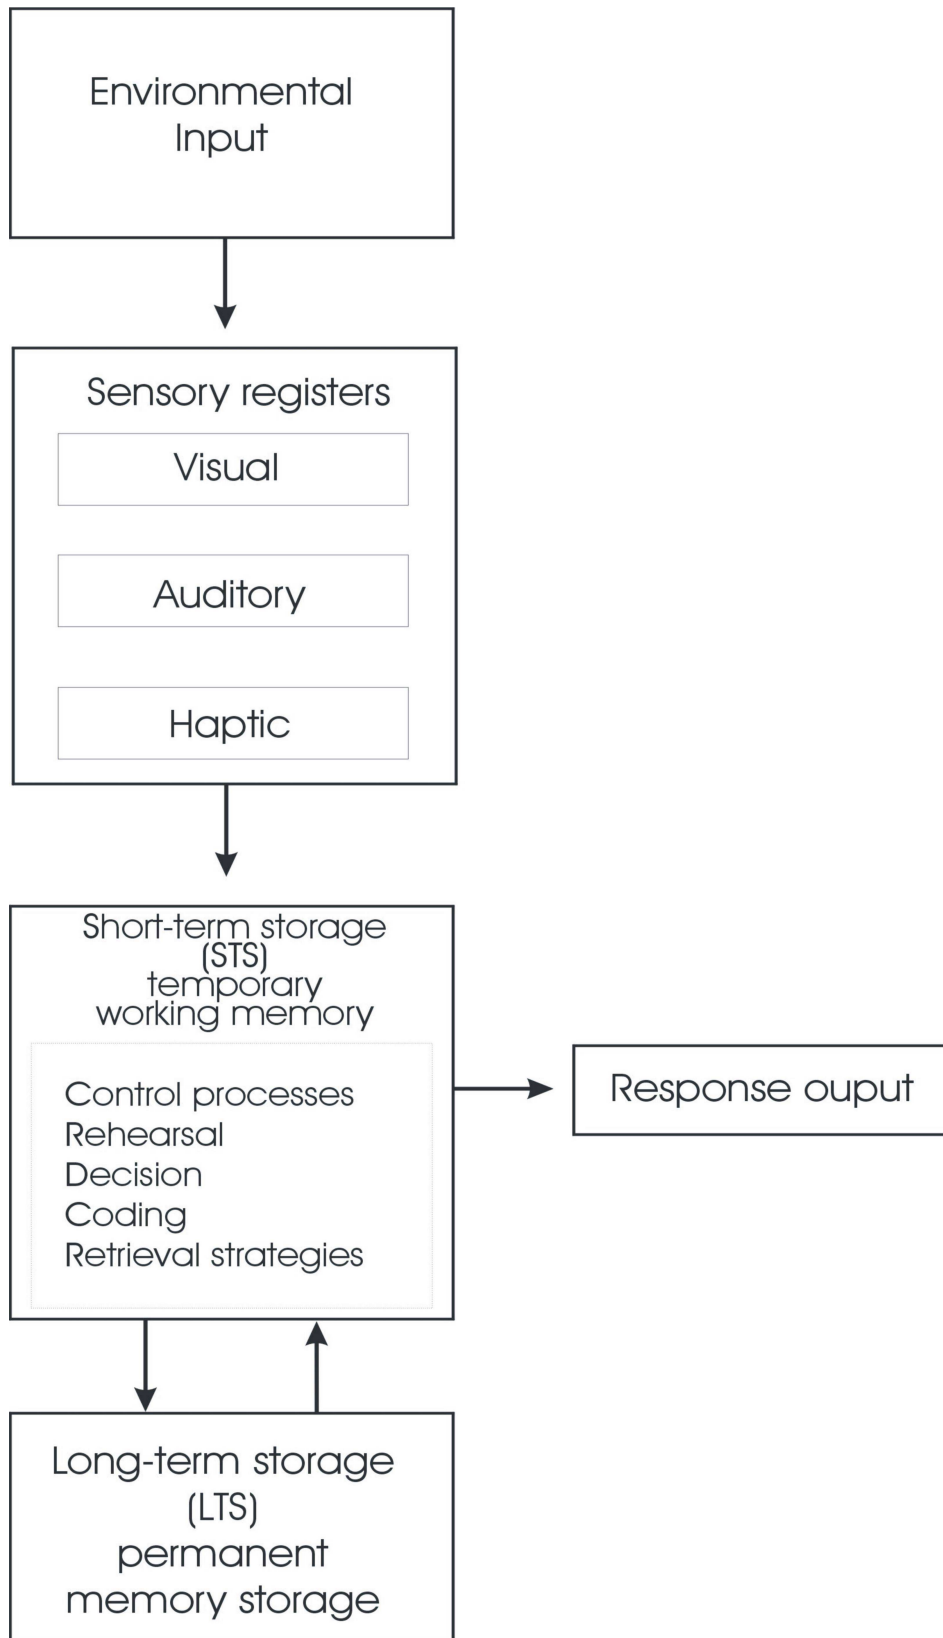 Environmental
Input
Sensory registers
Visual
Auditory
Haptic
Short-term storage
(STS)
temporary
working memory
Control processes
Rehearsal
Decision
Coding
Retrieval strategies
Response ouput
Long-term storage
(LTS)
permanent
memory storage